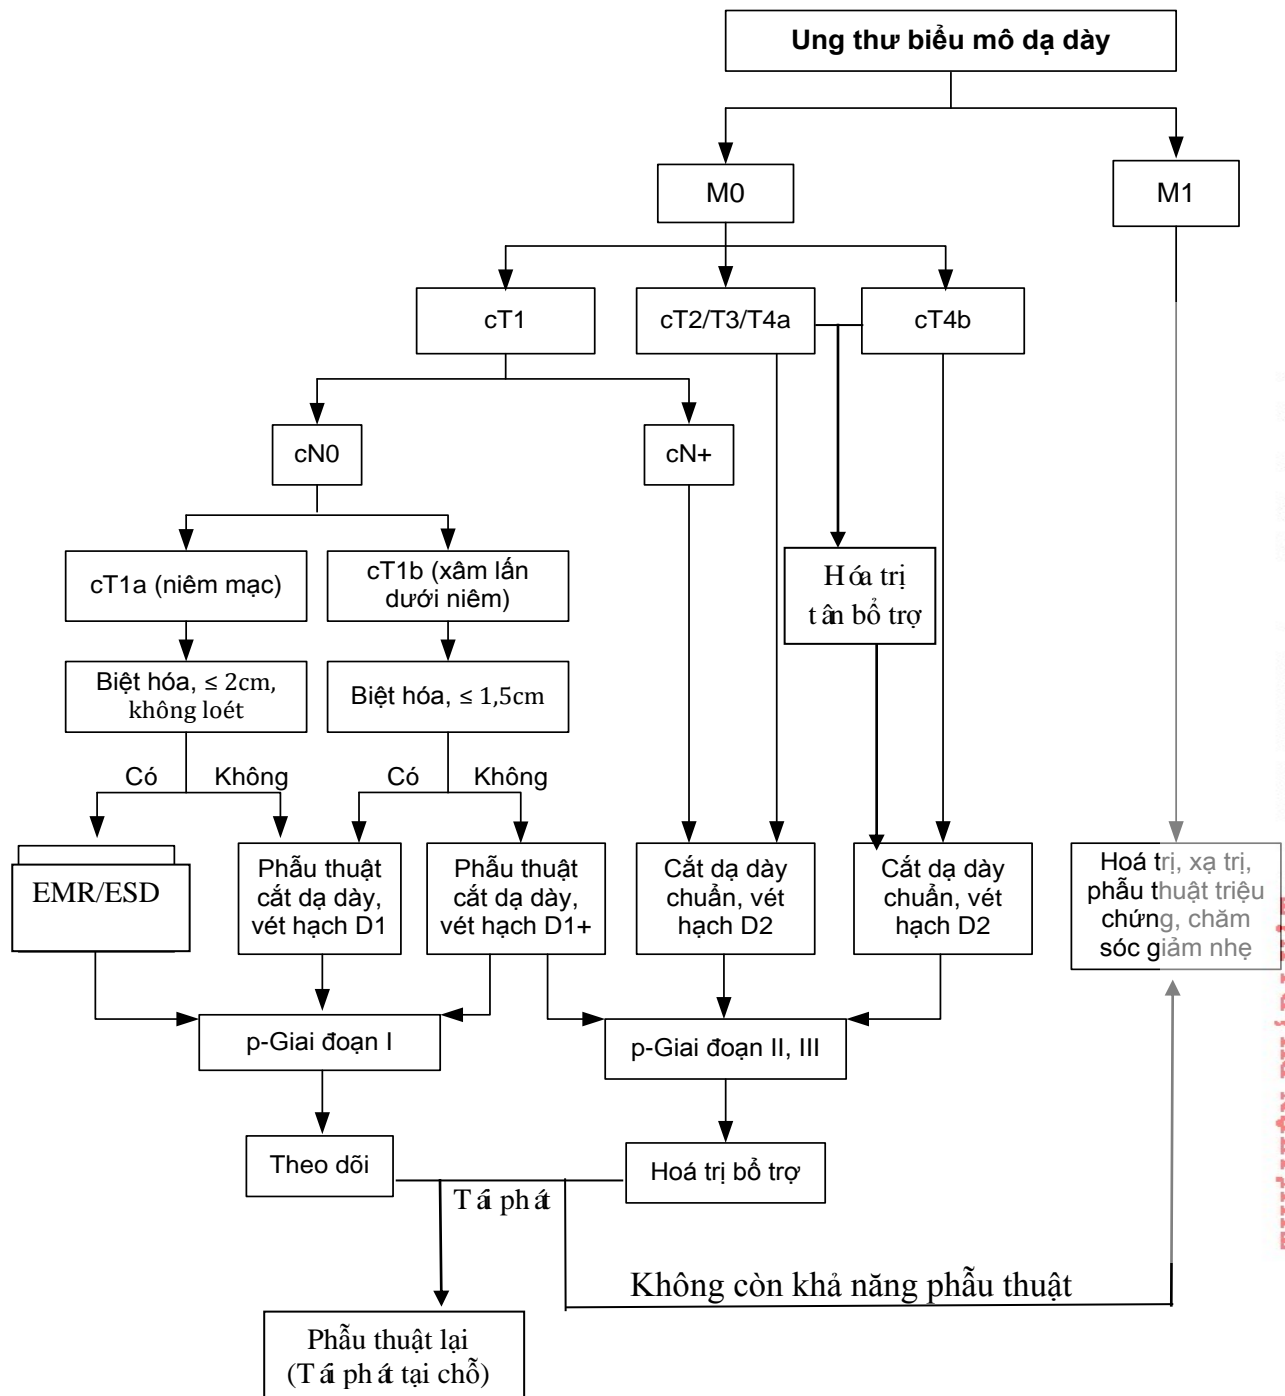 Ung thư biểu mô dạ dày
M0
M1
cT1
cT2/T3/T4a
cT4b
cN0
cN+
cT1a (niêm mạc)
cT1b (xâm lấn
dưới niêm)
Hóa trị
tân bổ trợ
Biệt hóa, ≤ 2cm,
không loét
Biệt hóa, ≤ 1,5cm
Có
Không
Có
Không
EMR/ESD
Phẫu thuật
cắt dạ dày,
vét hạch D1
Phẫu thuật
cắt dạ dày,
vét hạch D1+
Cắt dạ dày
chuẩn, vét
hạch D2
Cắt dạ dày
chuẩn, vét
hạch D2
Hoá trị, xạ trị,
phẫu thuật triệu
chứng, chăm
sóc giảm nhẹ
p-Giai đoạn I
p-Giai đoạn II, III
Theo dõi
Hoá trị bổ trợ
Tái phát
Không còn khả năng phẫu thuật
Phẫu thuật lại
(Tái phát tại chỗ)